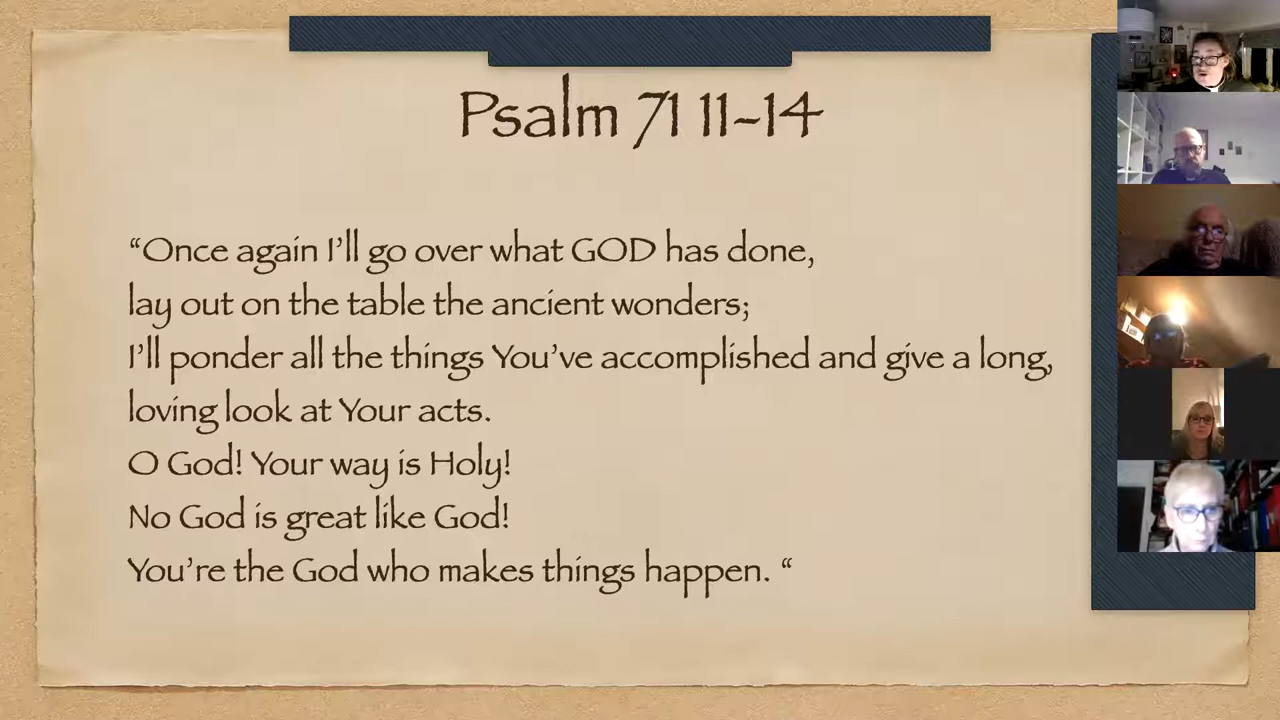 Psalm 71 11-14
“Once again I’ll go over what GOD has done,
lay out on the table the ancient wonders;
I’ll ponder all the things You’ve accomplished and give a long,
loving look at Your acts.
O God! Your way is Holy!
No God is great like God!
You’re the God who makes things happen. “